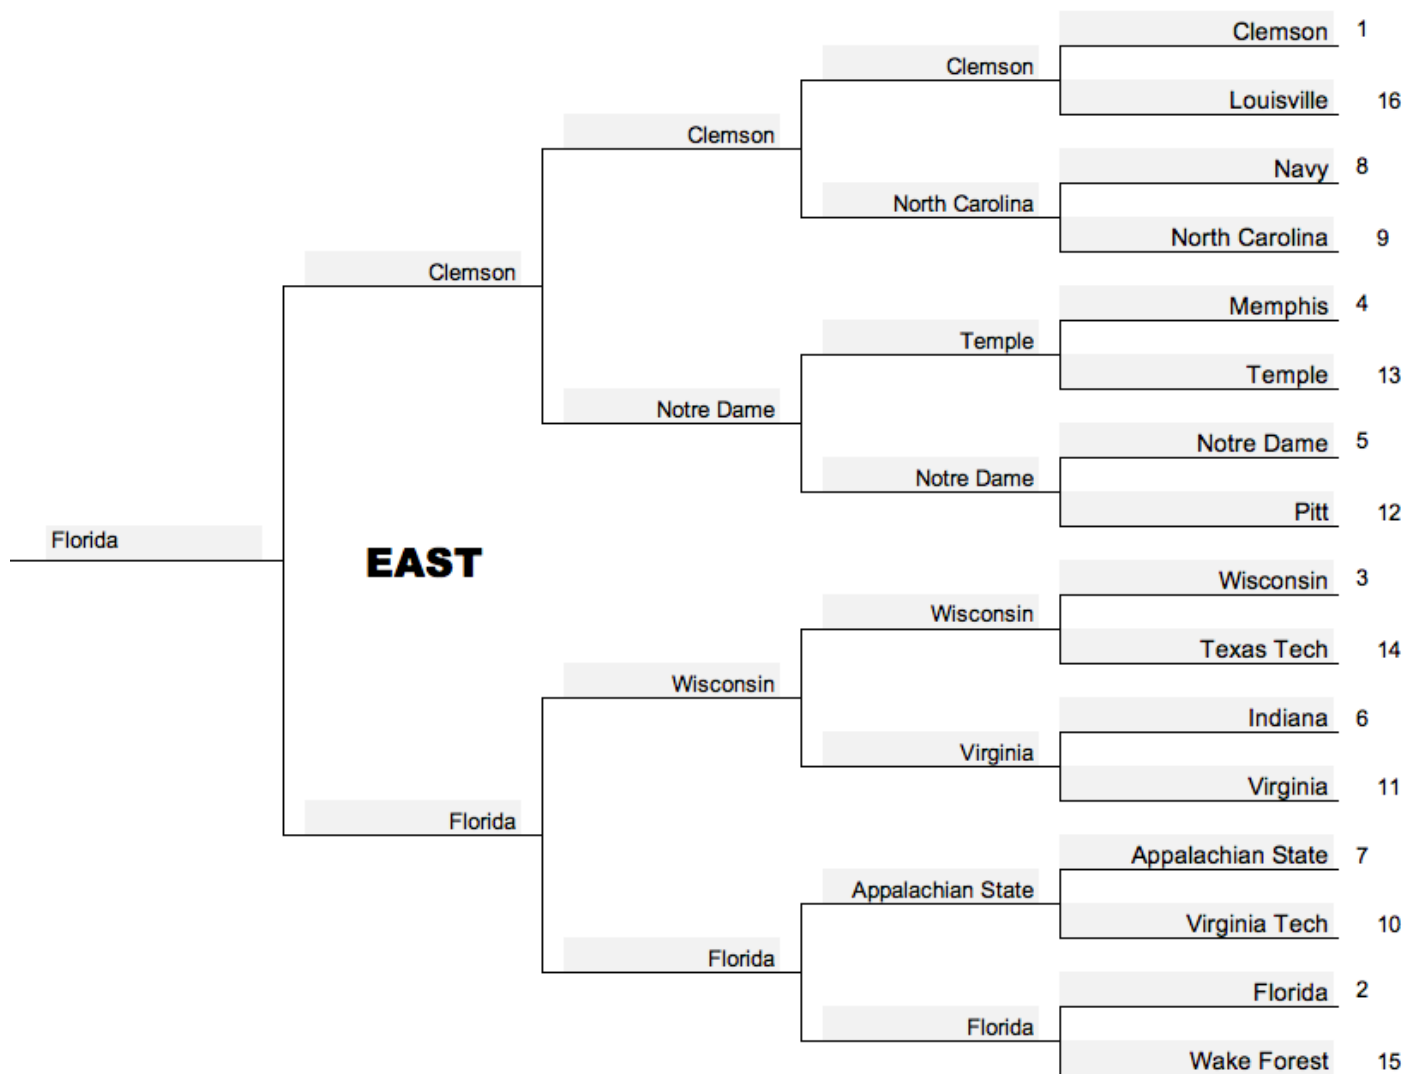 Clemson 1
Clemson
Louisville 16
Clemson
Navy 8
North Carolina
North Carolina 9
Clemson
Memphis 4
Temple
Temple 13
Notre Dame
Notre Dame 5
Notre Dame
Pitt 12
Florida
EAST
Wisconsin 3
Wisconsin
Texas Tech 14
Wisconsin
Indiana 6
Virginia
Virginia 11
Florida
Appalachian State 7
Appalachian State
Virginia Tech 10
Florida
Florida 2
Florida
Wake Forest 15